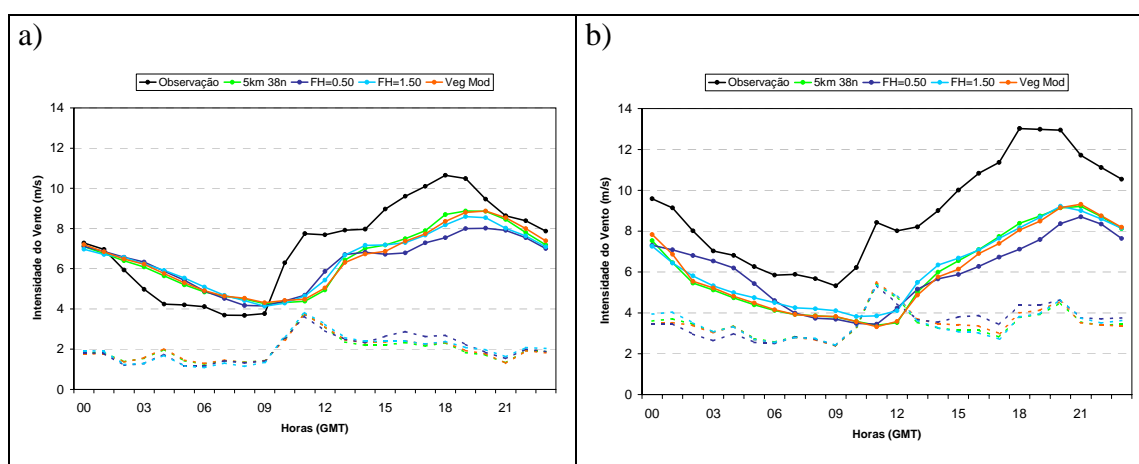 a)
Observação 5km 38n FH=0.50 FH=1.50 Veg Mod
14
12
10
8
6
4
2
0
Intensidade do Vento (m/s)
00 03 06 09 12 15 18 21
Horas (GMT)
b)
Observação 5km 38n FH=0.50 FH=1.50 Veg Mod
14
12
10
8
6
4
2
0
Intensidade do Vento (m/s)
00 03 06 09 12 15 18 21
Horas (GMT)